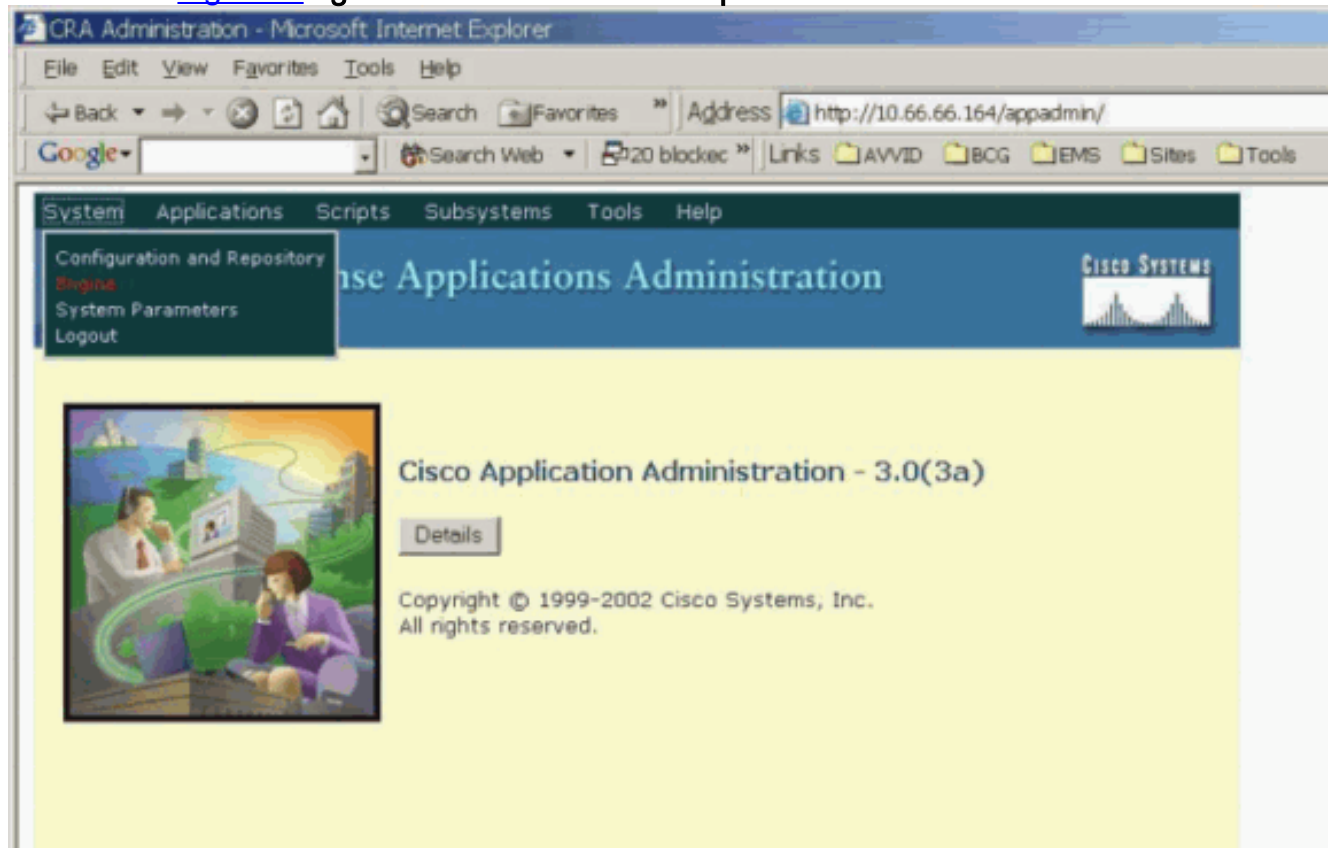 CRA Administration - Microsoft Internet Explorer
File Edit View Favorites Tools Help
Back Search Favorites » Address http://10.66.66.164/appadmin/
Google Search Web 20 blockec » Links AVVID BCG EMS Sites Tools
System Applications Scripts Subsystems Tools Help
Configuration and Repository
Engine
System Parameters
Logout
nse Applications Administration
CISCO SYSTEMS
Cisco Application Administration - 3.0(3a)
Details
Copyright © 1999-2002 Cisco Systems, Inc.
All rights reserved.